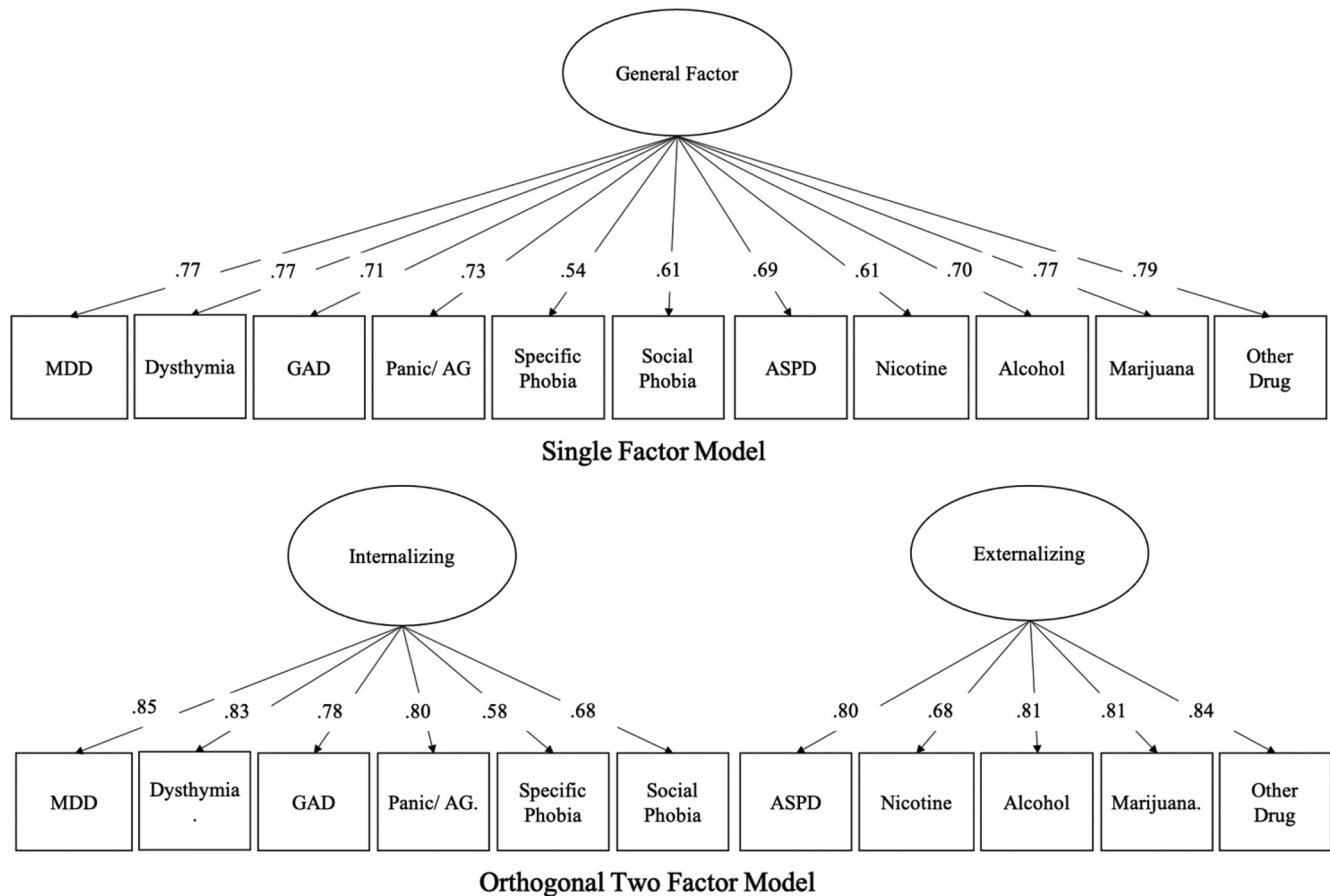 General Factor
.77 .77 .71 .73 .54 .61 .69 .61 .70 .77 .79
MDD
Dysthymia
GAD
Panic/ AG
Specific
Phobia
Social
Phobia
ASPD
Nicotine
Alcohol
Marijuana
Other
Drug
Single Factor Model
Internalizing
Externalizing
.85 .83 .78 .80 .58 .68 .80 .68 .81 .81 .84
MDD
Dysthymia
.
GAD
Panic/ AG.
Specific
Phobia
Social
Phobia
ASPD
Nicotine
Alcohol
Marijuana.
Other
Drug
Orthogonal Two Factor Model